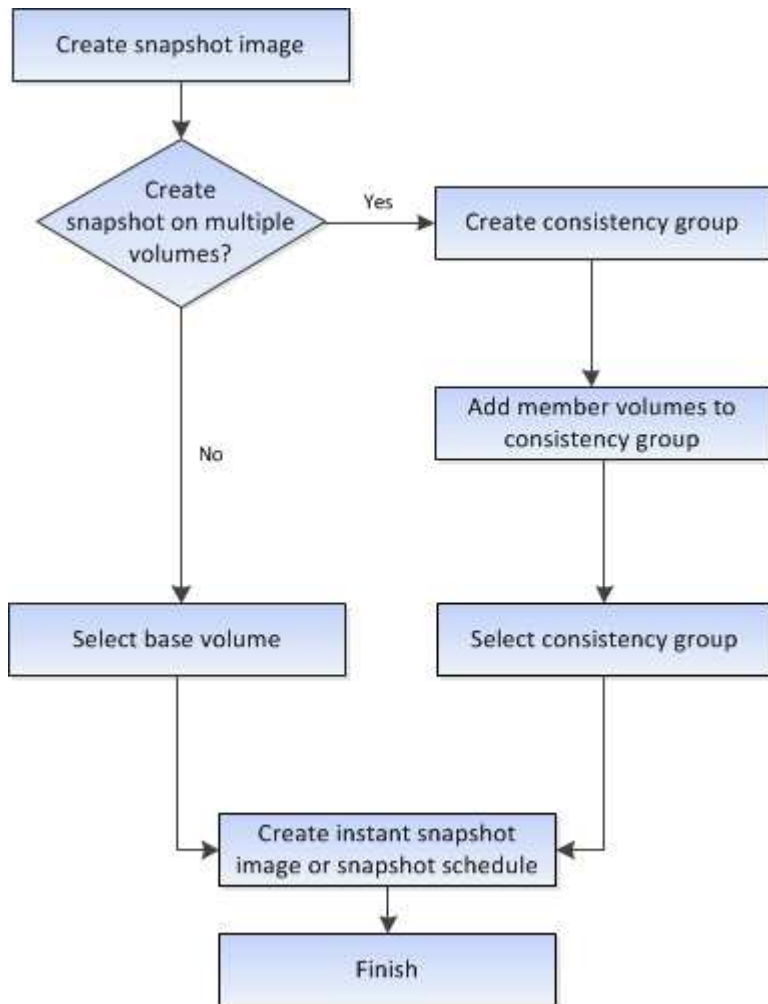 Create snapshot image
Create
snapshot on multiple
volumes?
Yes
Create consistency group
Add member volumes to
consistency group
No
Select base volume
Select consistency group
Create instant snapshot
image or snapshot schedule
Finish